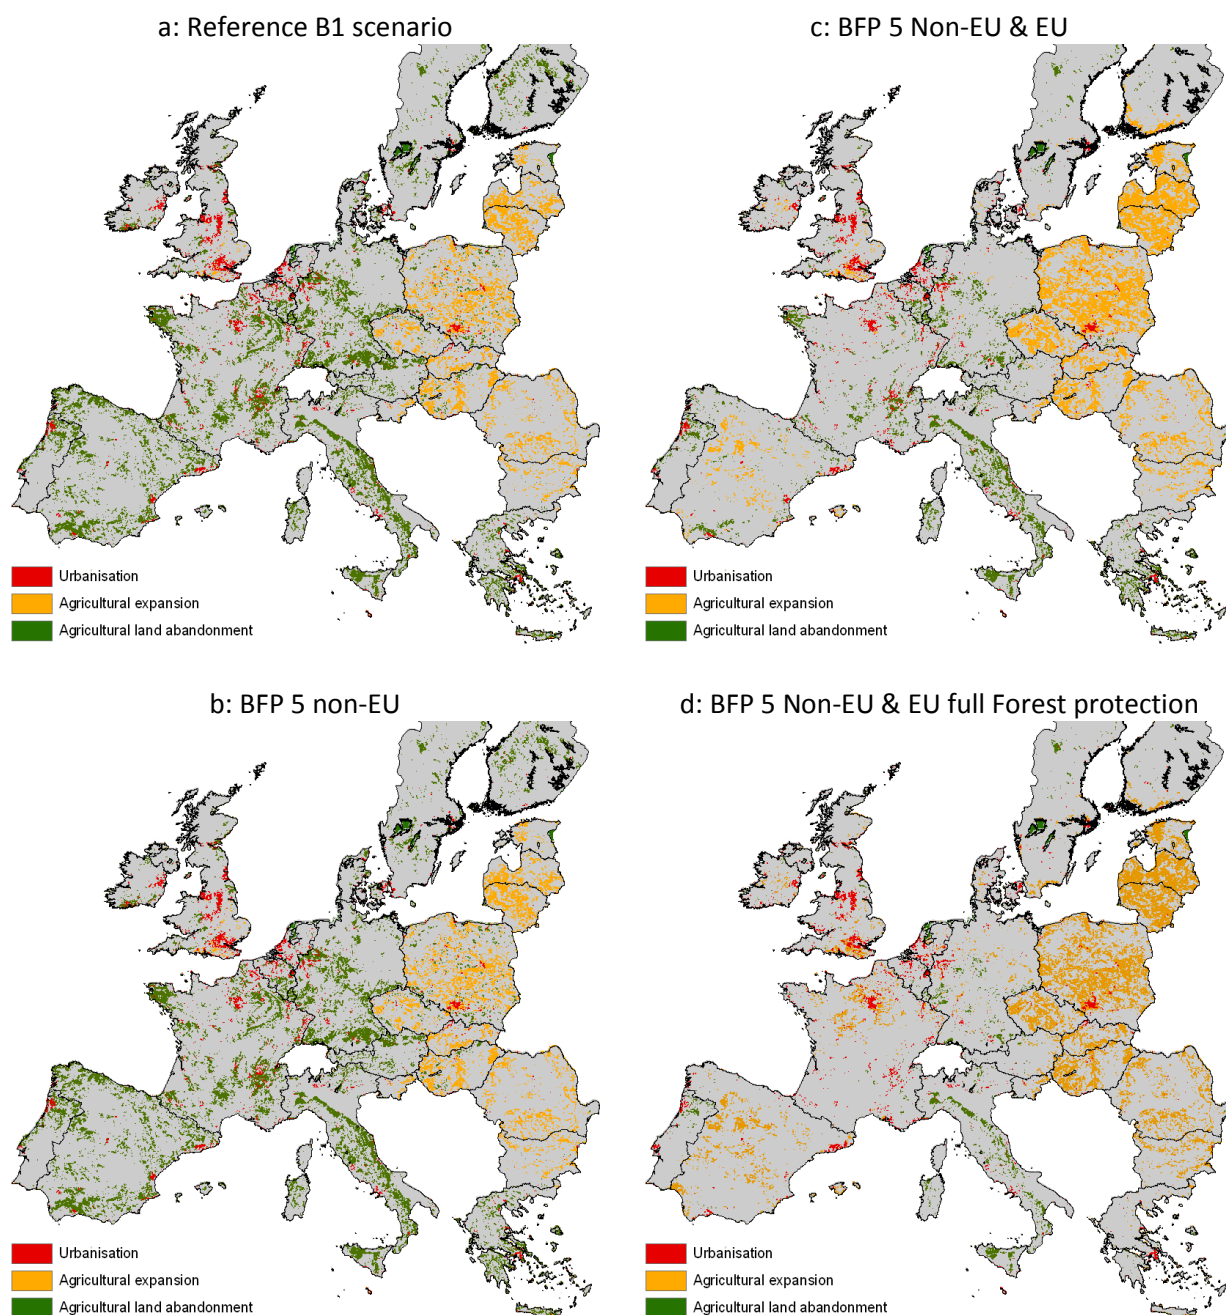 a: Reference B1 scenario
Urbanisation
Agricultural expansion
Agricultural land abandonment
c: BFP 5 Non-EU & EU
Urbanisation
Agricultural expansion
Agricultural land abandonment
b: BFP 5 non-EU
Urbanisation
Agricultural expansion
Agricultural land abandonment
d: BFP 5 Non-EU & EU full Forest protection
Urbanisation
Agricultural expansion
Agricultural land abandonment